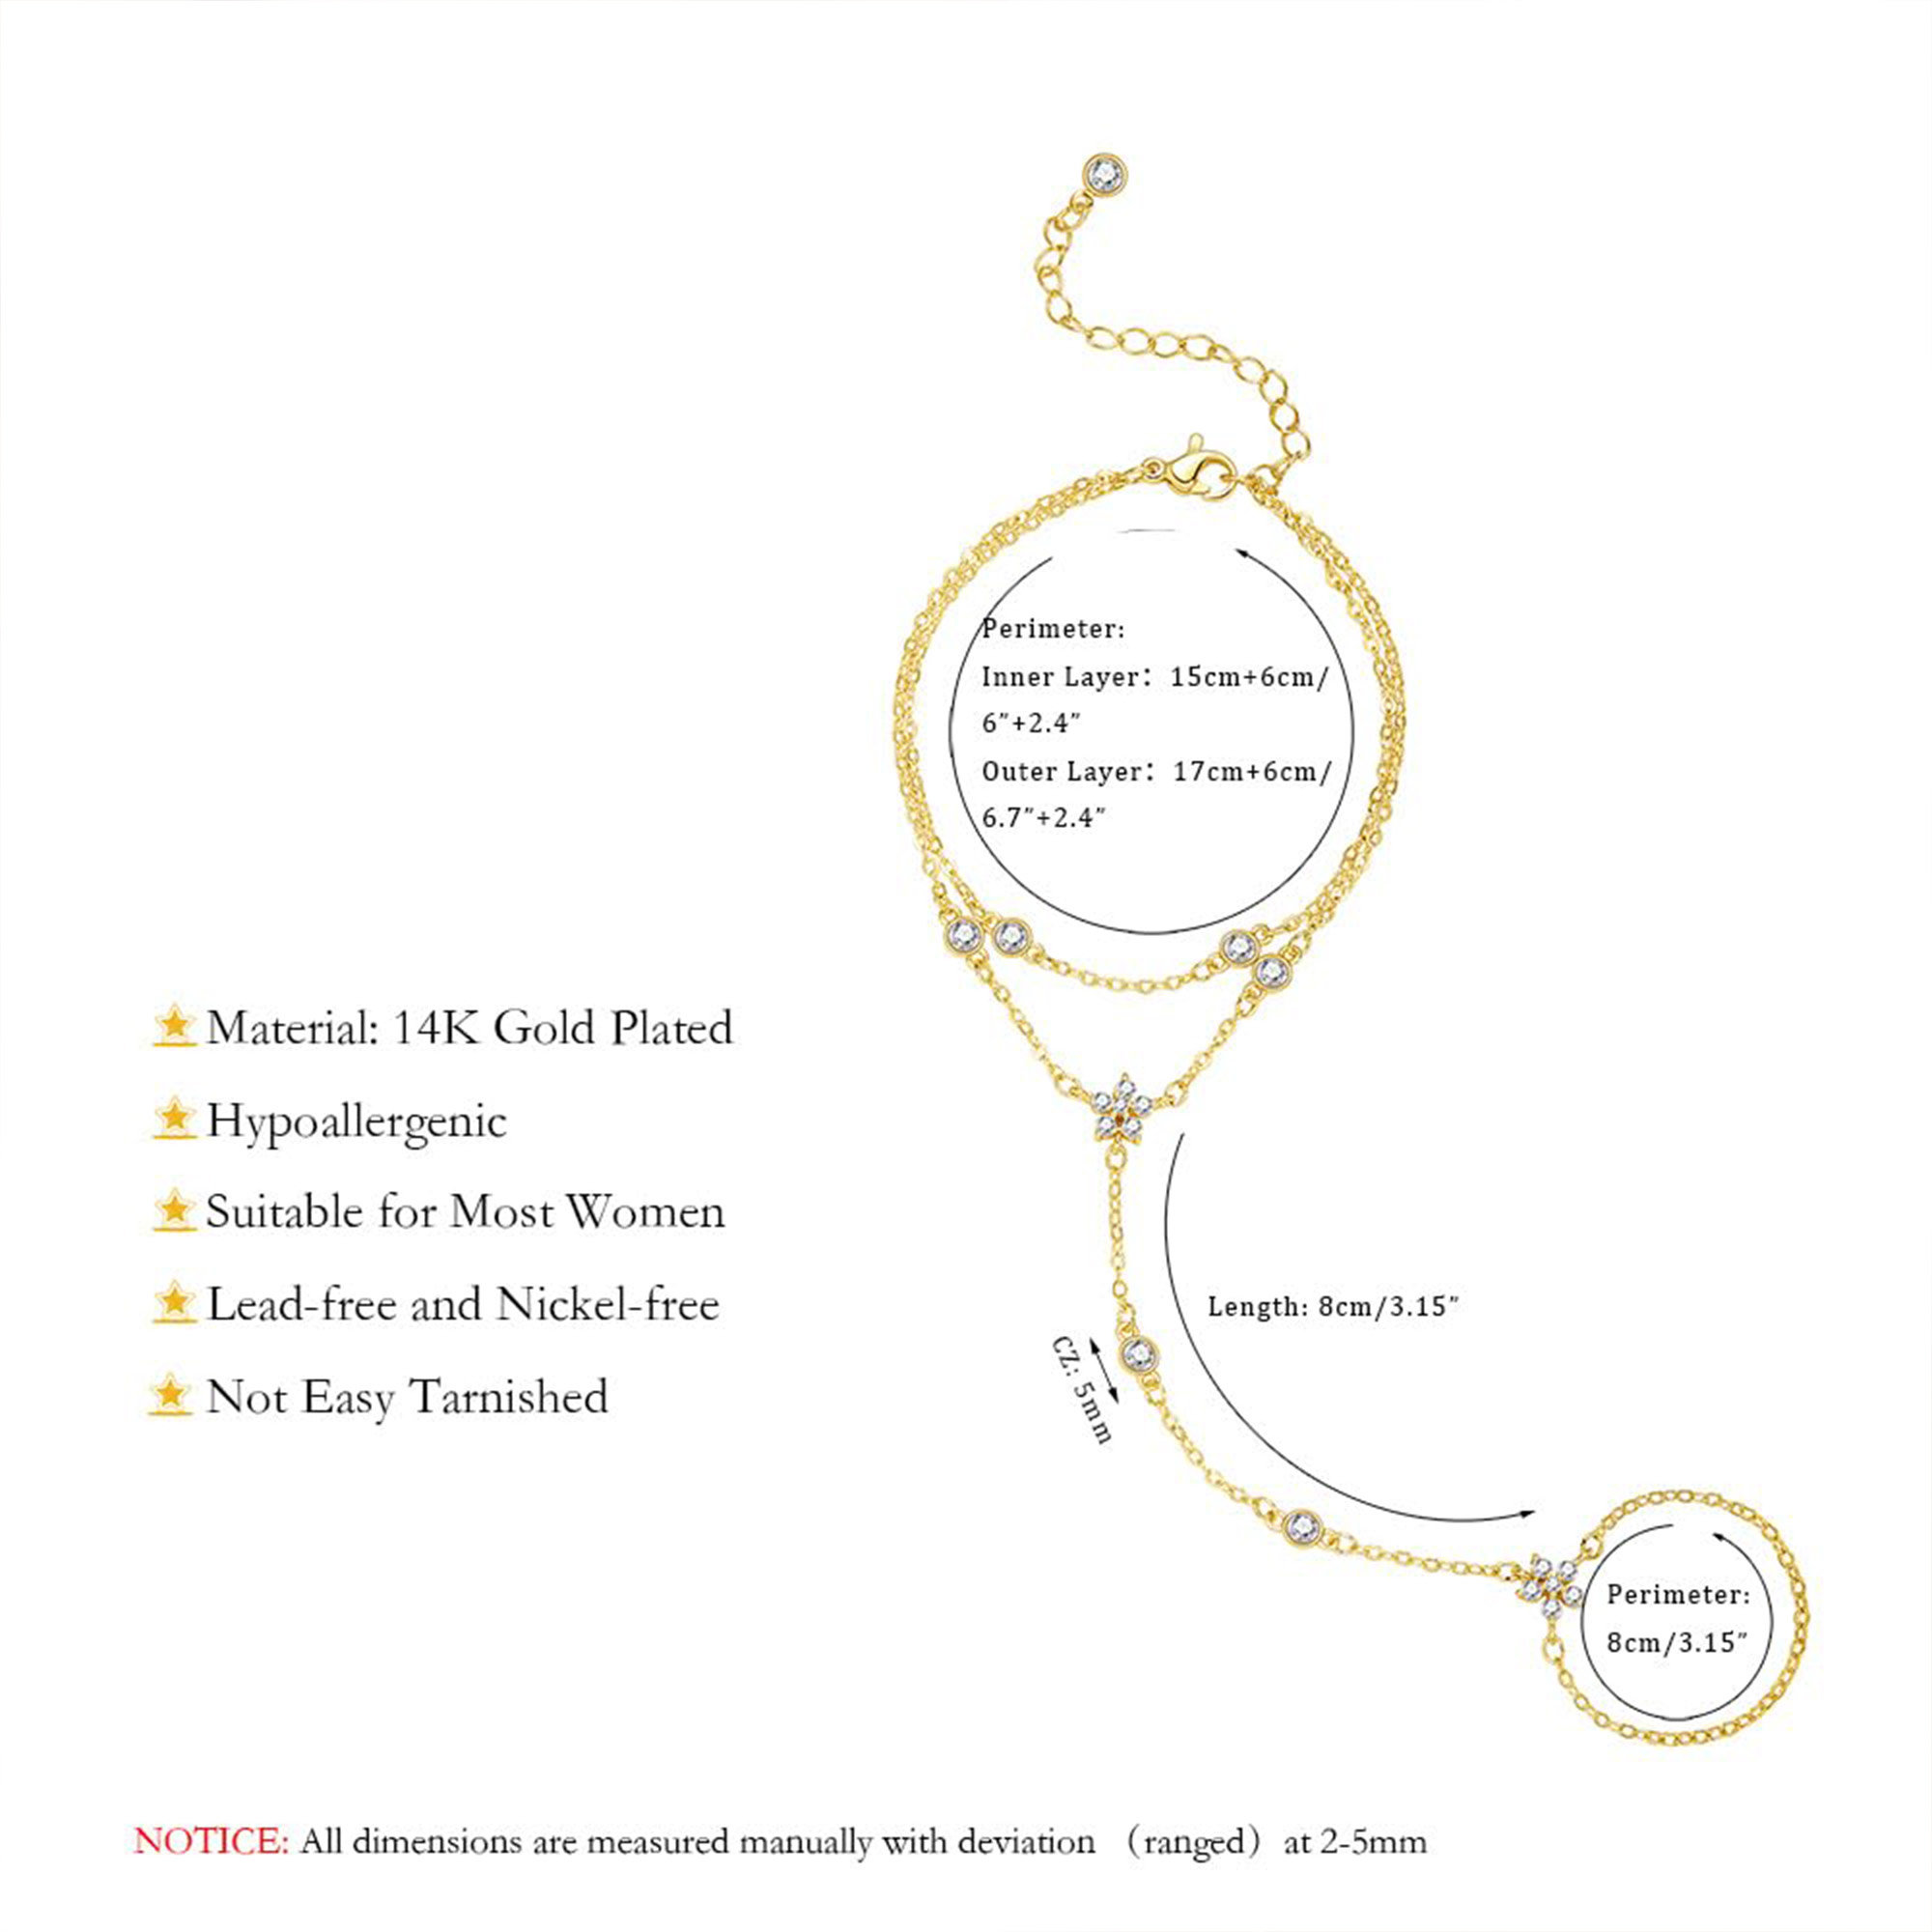 Perimeter:
Inner Layer: 15cm+6cm/
6"+2.4"
Outer Layer: 17cm+6cm/
6.7"+2.4"
Material: 14K Gold Plated
Hypoallergenic
Suitable for Most Women
Lead-free and Nickel-free
Not Easy Tarnished
Length: 8cm/3.15"
CZ: 5mm
Perimeter:
8cm/3.15"
NOTICE: All dimensions are measured manually with deviation （ranged）at 2-5mm